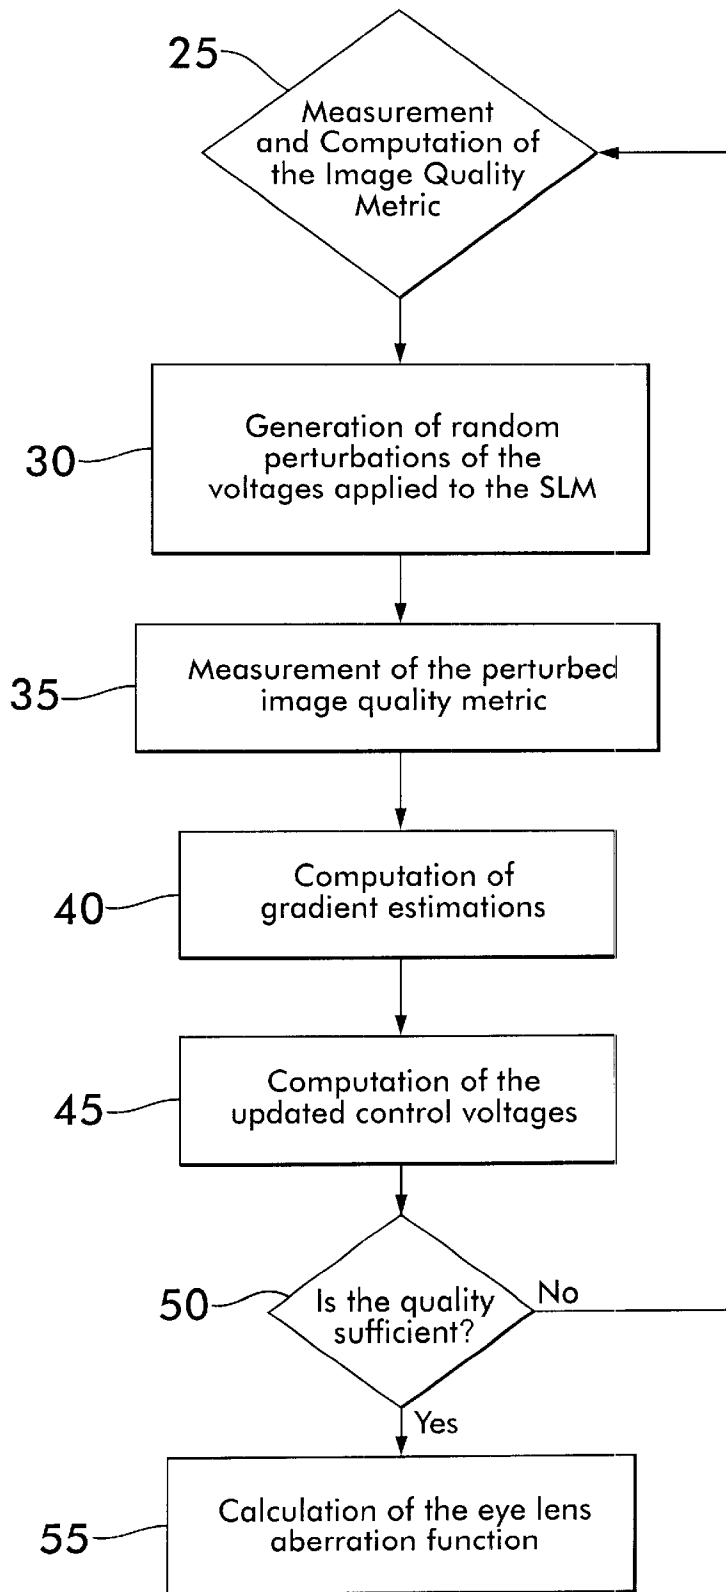 25
Measurement
and Computation of
the Image Quality
Metric
30
Generation of random
perturbations of the
voltages applied to the SLM
35
Measurement of the perturbed
image quality metric
40
Computation of
gradient estimations
45
Computation of the
updated control voltages
50
Is the quality
sufficient?
No
Yes
55
Calculation of the eye lens
aberration function